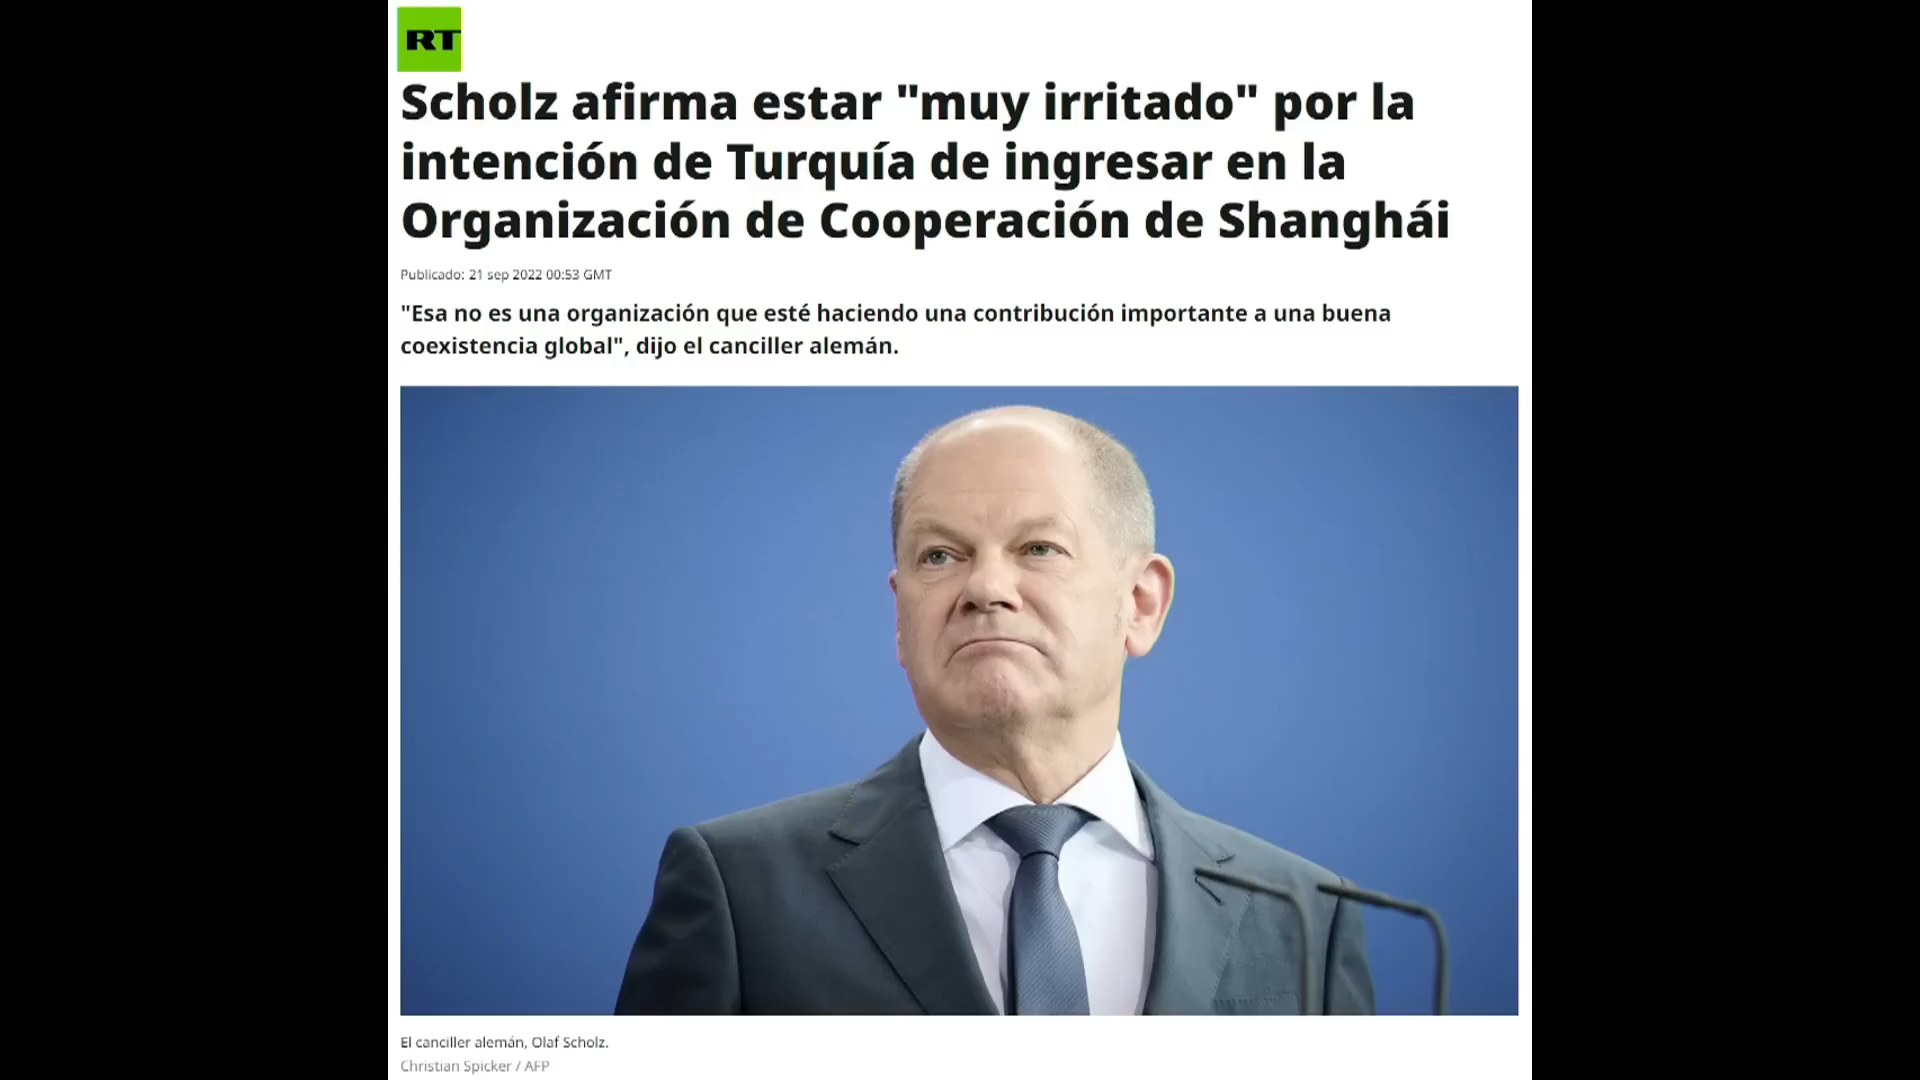 RT
Scholz afirma estar "muy irritado" por la
intención de Turquía de ingresar en la
Organización de Cooperación de Shanghái
Publicado: 21 sep 2022 00:53 GMT
"Esa no es una organización que esté haciendo una contribución importante a una buena
coexistencia global", dijo el canciller alemán.
El canciller alemán, Olaf Scholz.
Christian Spicker / AFP